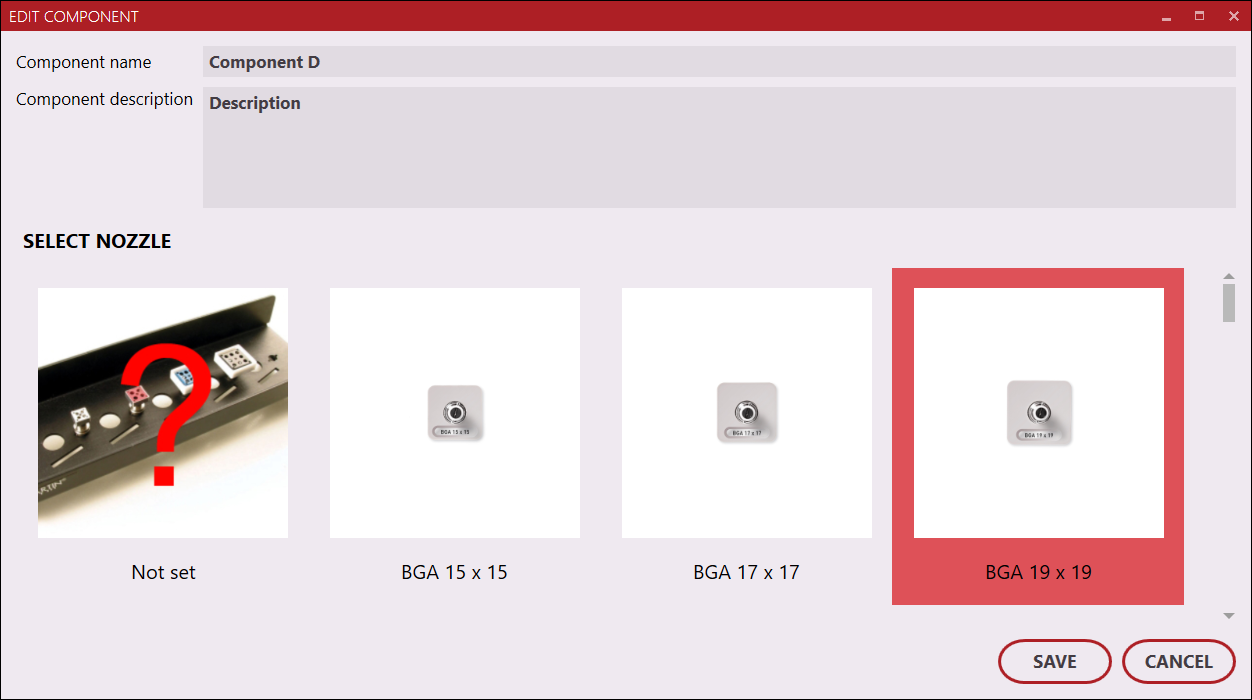 EDIT COMPONENT
Component name
Component D
Component description
Description
SELECT NOZZLE
?
BGA 15 x 15
BGA 17 x 17
BGA 19 x 19
Not set
BGA 15 x 15
BGA 17 x 17
BGA 19 x 19
SAVE
CANCEL